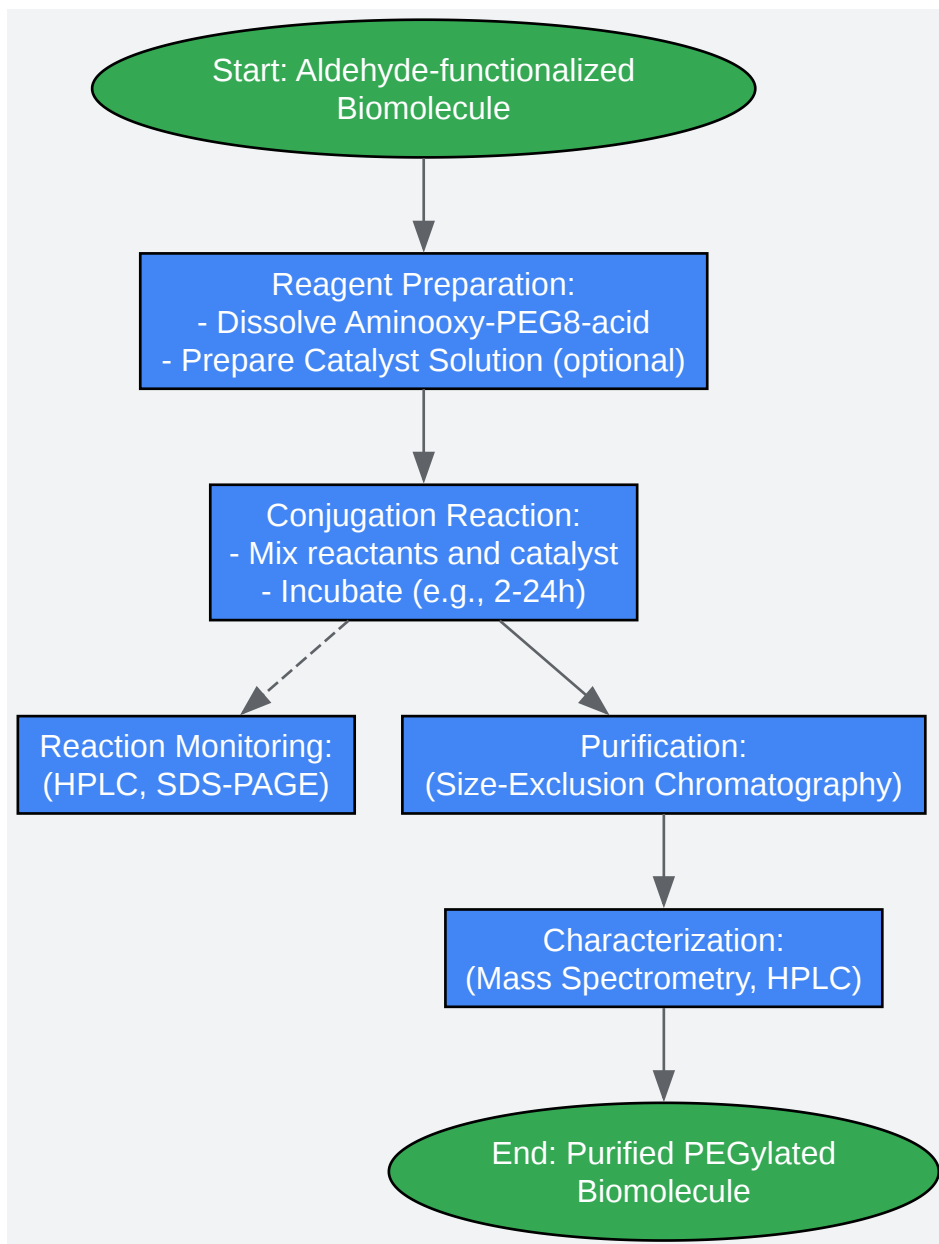 Start: Aldehyde-functionalized
Biomolecule
Reagent Preparation:
- Dissolve Aminooxy-PEG8-acid
- Prepare Catalyst Solution (optional)
Conjugation Reaction:
- Mix reactants and catalyst
- Incubate (e.g., 2-24h)
Reaction Monitoring:
(HPLC, SDS-PAGE)
Purification:
(Size-Exclusion Chromatography)
Characterization:
(Mass Spectrometry, HPLC)
End: Purified PEGylated
Biomolecule